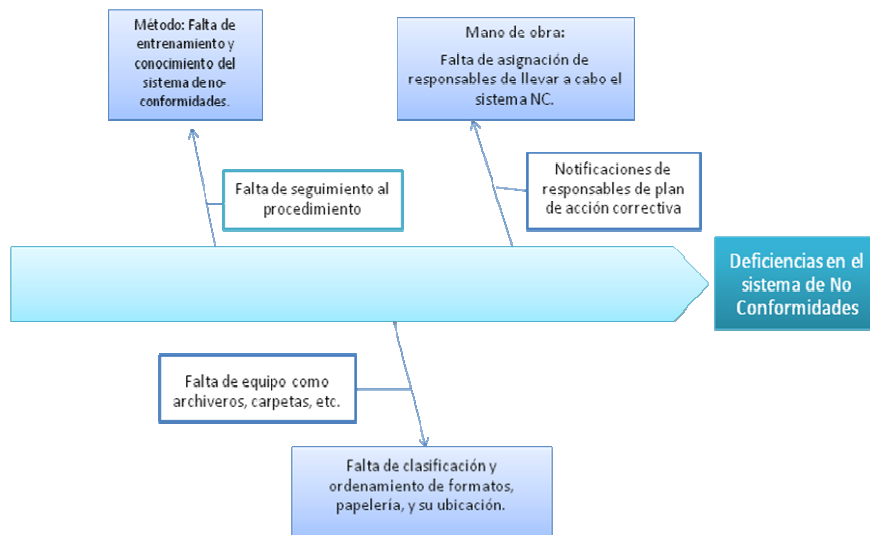 Método: Falta de
entrenamiento y
conocimiento del
sistema de no-
conformidades.
Mano de obra:
Falta de asignación de
responsables de llevar a cabo el
sistema NC.
Falta de seguimiento al
procedimiento
Notificaciones de
responsables de plan
de acción correctiva
Deficiencias en el
sistema de No
Conformidades
Falta de equipo como
archiveros, carpetas, etc.
Falta de clasificación y
ordenamiento de formatos,
papelería, y su ubicación.